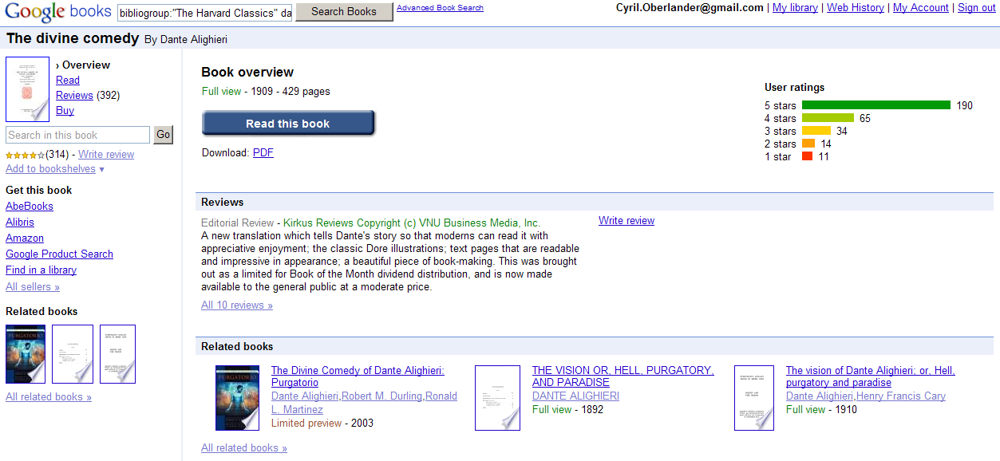 Google books bibliogroup:"The Harvard Classics" da Search Books Advanced Book Search Cyril.Oberlander@gmail.com | My library | Web History | My Account | Sign out
The divine comedy By Dante Alighieri
› Overview
Read
Reviews (392)
Buy
Search in this book Go
(314) - Write review
Add to bookshelves ▼
Get this book
AbeBooks
Alibris
Amazon
Google Product Search
Find in a library
All sellers »
Related books
PURGATORIO
All related books »
Book overview
Full view - 1909 - 429 pages
Read this book
Download: PDF
User ratings
5 stars 190
4 stars 65
3 stars 34
2 stars 14
1 star 11
Reviews
Editorial Review - Kirkus Reviews Copyright (c) VNU Business Media, Inc.
A new translation which tells Dante's story so that moderns can read it with
appreciative enjoyment; the classic Dore illustrations; text pages that are readable
and impressive in appearance; a beautiful piece of book-making. This was brought
out as a limited for Book of the Month dividend distribution, and is now made
available to the general public at a moderate price.
All 10 reviews »
Write review
Related books
PURGATORIO
The Divine Comedy of Dante Alighieri:
Purgatorio
Dante Alighieri,Robert M. Durling,Ronald
L. Martinez
Limited preview - 2003
THE VISION OR, HELL, PURGATORY,
AND PARADISE
DANTE ALIGHIERI
Full view - 1892
The vision of Dante Alighieri; or, Hell,
purgatory and paradise
Dante Alighieri,Henry Francis Cary
Full view - 1910
All related books »